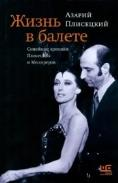 Азарий
Плисецкий
Жизнь
в балете
Семейные хроники
Плисецких
и Мессереров